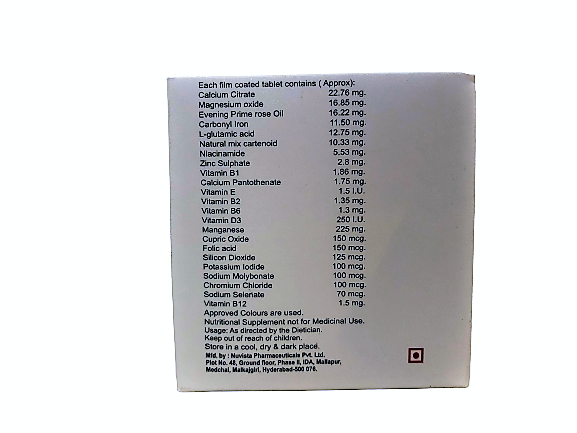 Each film coated tablet contains ( Approx):
Calcium Citrate 22.76 mg.
Magnesium oxide 16.85 mg.
Evening Prime rose Oil 16.22 mg.
Carbonyl Iron 11.50 mg.
L-glutamic acid 12.75 mg.
Natural mix cartenoid 10.33 mg.
Niacinamide 5.53 mg.
Zinc Sulphate 2.8 mg.
Vitamin B1 1.86 mg.
Calcium Pantothenate 1.75 mg.
Vitamin E 1.5 I.U.
Vitamin B2 1.35 mg.
Vitamin B6 1.3 mg.
Vitamin D3 250 I.U.
Manganese 225 mg.
Cupric Oxide 150 mcg.
Folic acid 150 mcg.
Silicon Dioxide 125 mcg.
Potassium Iodide 100 mcg.
Sodium Molybonate 100 mcg.
Chromium Chloride 100 mcg.
Sodium Selenate 70 mcg.
Vitamin B12 1.5 mg.
Approved Colours are used.
Nutritional Supplement not for Medicinal Use.
Usage: As directed by the Dietician.
Keep out of reach of children.
Store in a cool, dry & dark place.
Mfd. by : Nuvista Pharmaceuticals Pvt. Ltd.
Plot No. 48, Ground floor, Phase II, IDA, Mallapur,
Medchal, Malkajgiri, Hyderabad-500 076.